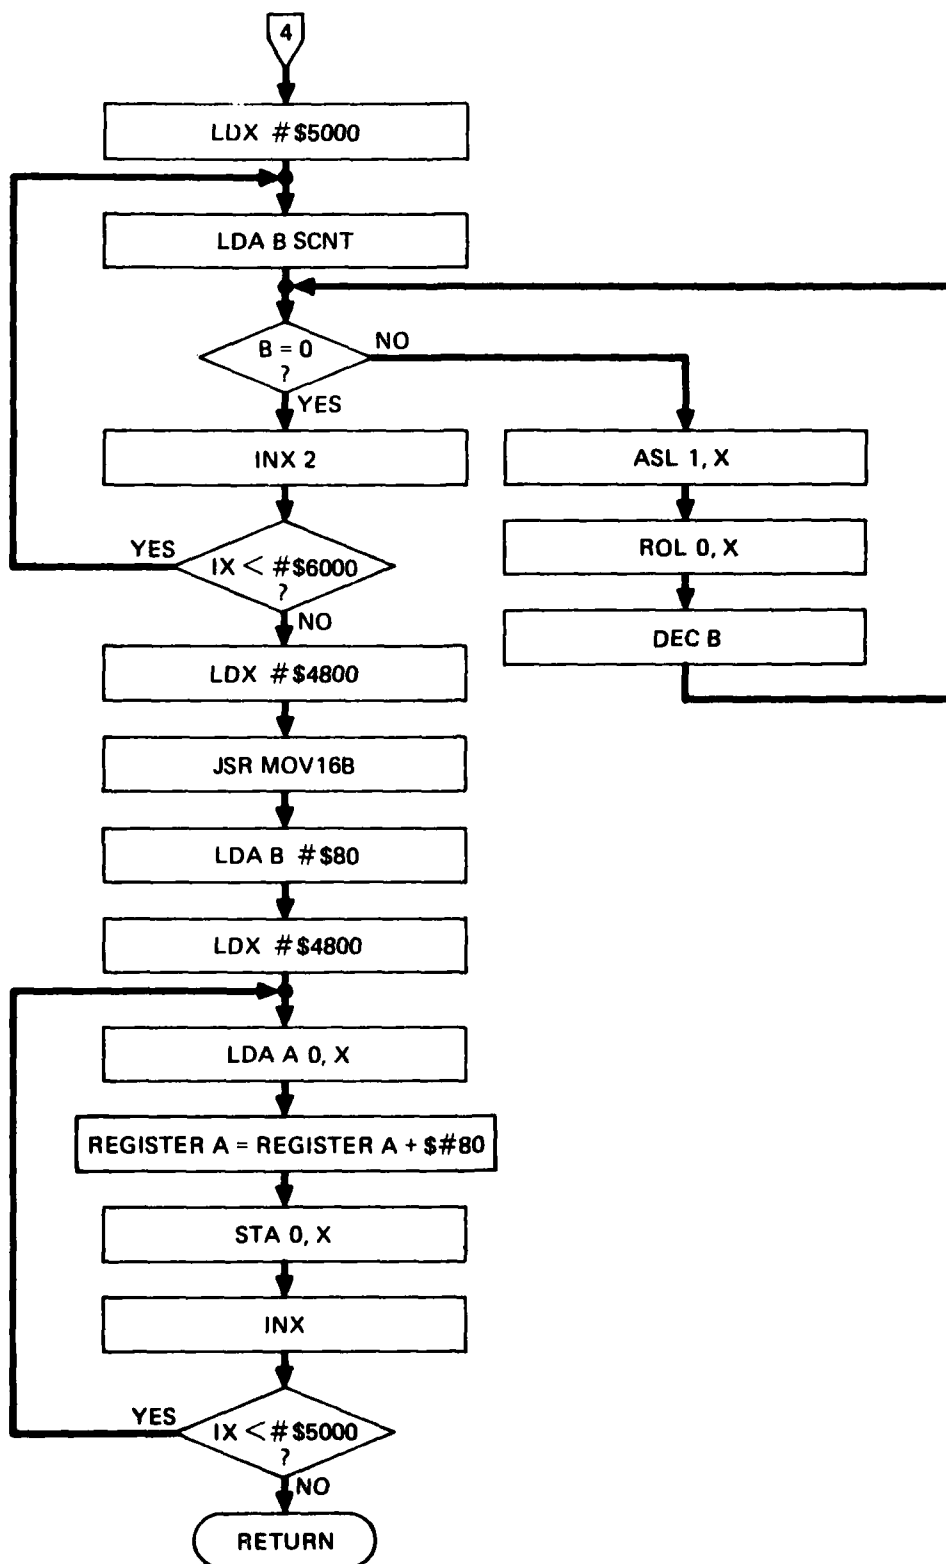 4
LDX #$5000
LDA B SCNT
B = 0
?
NO
YES
INX 2
ASL 1, X
ROL 0, X
DEC B
YES
IX < #$6000
?
NO
LDX #$4800
JSR MOV16B
LDA B #$80
LDX #$4800
LDA A 0, X
REGISTER A = REGISTER A + $#80
STA 0, X
INX
YES
IX < #$5000
?
NO
RETURN